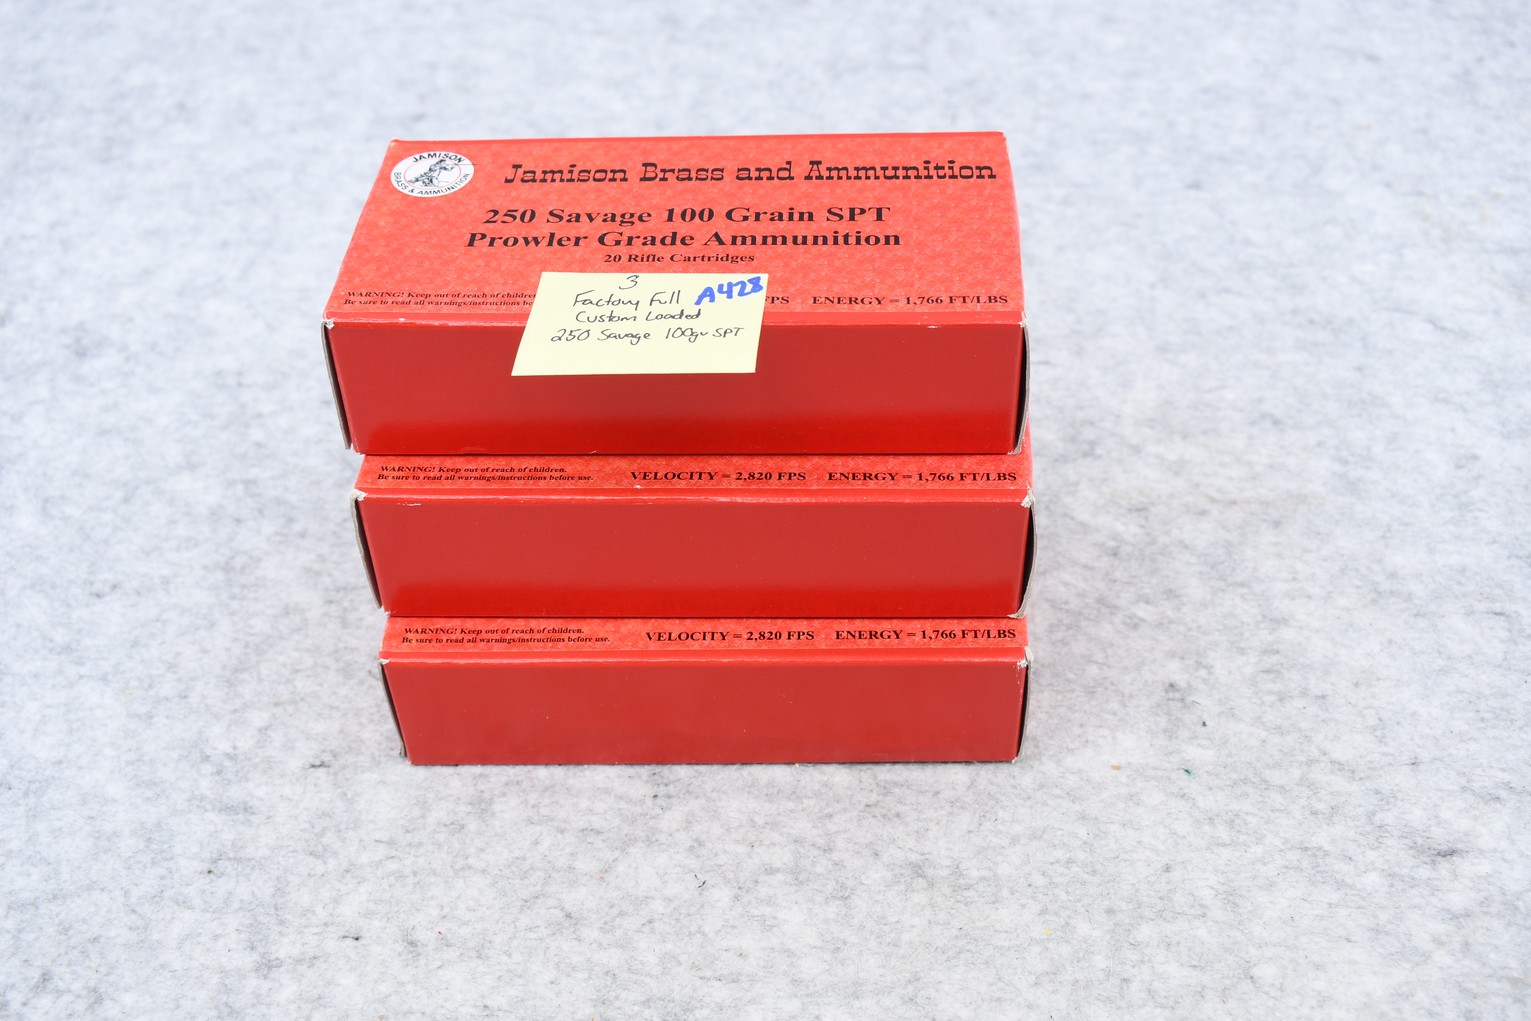 JAMISON
BRASS & AMMUNITION
Jamison Brass and Ammunition
250 Savage 100 Grain SPT
Prowler Grade Ammunition
20 Rifle Cartridges
WARNING! Keep out of reach of children
Be sure to read all warnings/instructions be
FPS ENERGY = 1,766 FT/LBS
3
Factory Full A428
Custom Loaded
250 Savage 100gr SPT
WARNING! Keep out of reach of children.
Be sure to read all warnings/instructions before use.
VELOCITY = 2,820 FPS ENERGY = 1,766 FT/LBS
WARNING! Keep out of reach of children.
Be sure to read all warnings/instructions before use.
VELOCITY = 2,820 FPS ENERGY = 1,766 FT/LBS